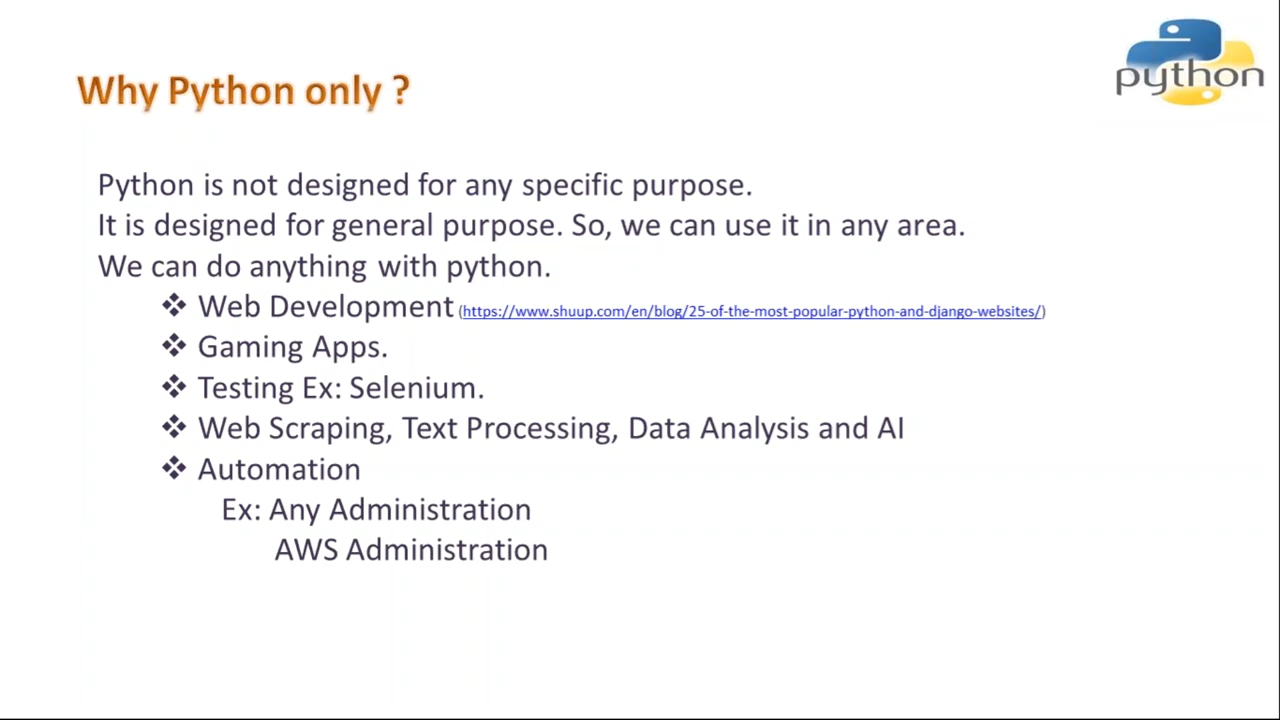 Why Python only ?
python
Python is not designed for any specific purpose.
It is designed for general purpose. So, we can use it in any area.
We can do anything with python.
❖ Web Development (https://www.shuup.com/en/blog/25-of-the-most-popular-python-and-django-websites/)
❖ Gaming Apps.
❖ Testing Ex: Selenium.
❖ Web Scraping, Text Processing, Data Analysis and AI
❖ Automation
Ex: Any Administration
AWS Administration